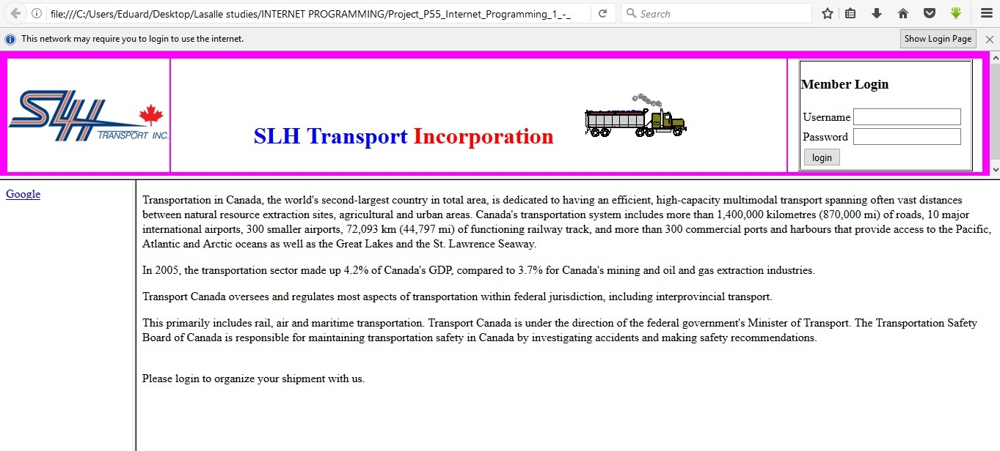 file:///C:/Users/Eduard/Desktop/Lasalle studies/INTERNET PROGRAMMING/Project_P55_Internet_Programming_1_-_
Search
This network may require you to login to use the internet.
Show Login Page
SLH
TRANSPORT INC.
SLH Transport Incorporation
Member Login
Username
Password
login
Google
Transportation in Canada, the world's second-largest country in total area, is dedicated to having an efficient, high-capacity multimodal transport spanning often vast distances
between natural resource extraction sites, agricultural and urban areas. Canada's transportation system includes more than 1,400,000 kilometres (870,000 mi) of roads, 10 major
international airports, 300 smaller airports, 72,093 km (44,797 mi) of functioning railway track, and more than 300 commercial ports and harbours that provide access to the Pacific,
Atlantic and Arctic oceans as well as the Great Lakes and the St. Lawrence Seaway.
In 2005, the transportation sector made up 4.2% of Canada's GDP, compared to 3.7% for Canada's mining and oil and gas extraction industries.
Transport Canada oversees and regulates most aspects of transportation within federal jurisdiction, including interprovincial transport.
This primarily includes rail, air and maritime transportation. Transport Canada is under the direction of the federal government's Minister of Transport. The Transportation Safety
Board of Canada is responsible for maintaining transportation safety in Canada by investigating accidents and making safety recommendations.
Please login to organize your shipment with us.